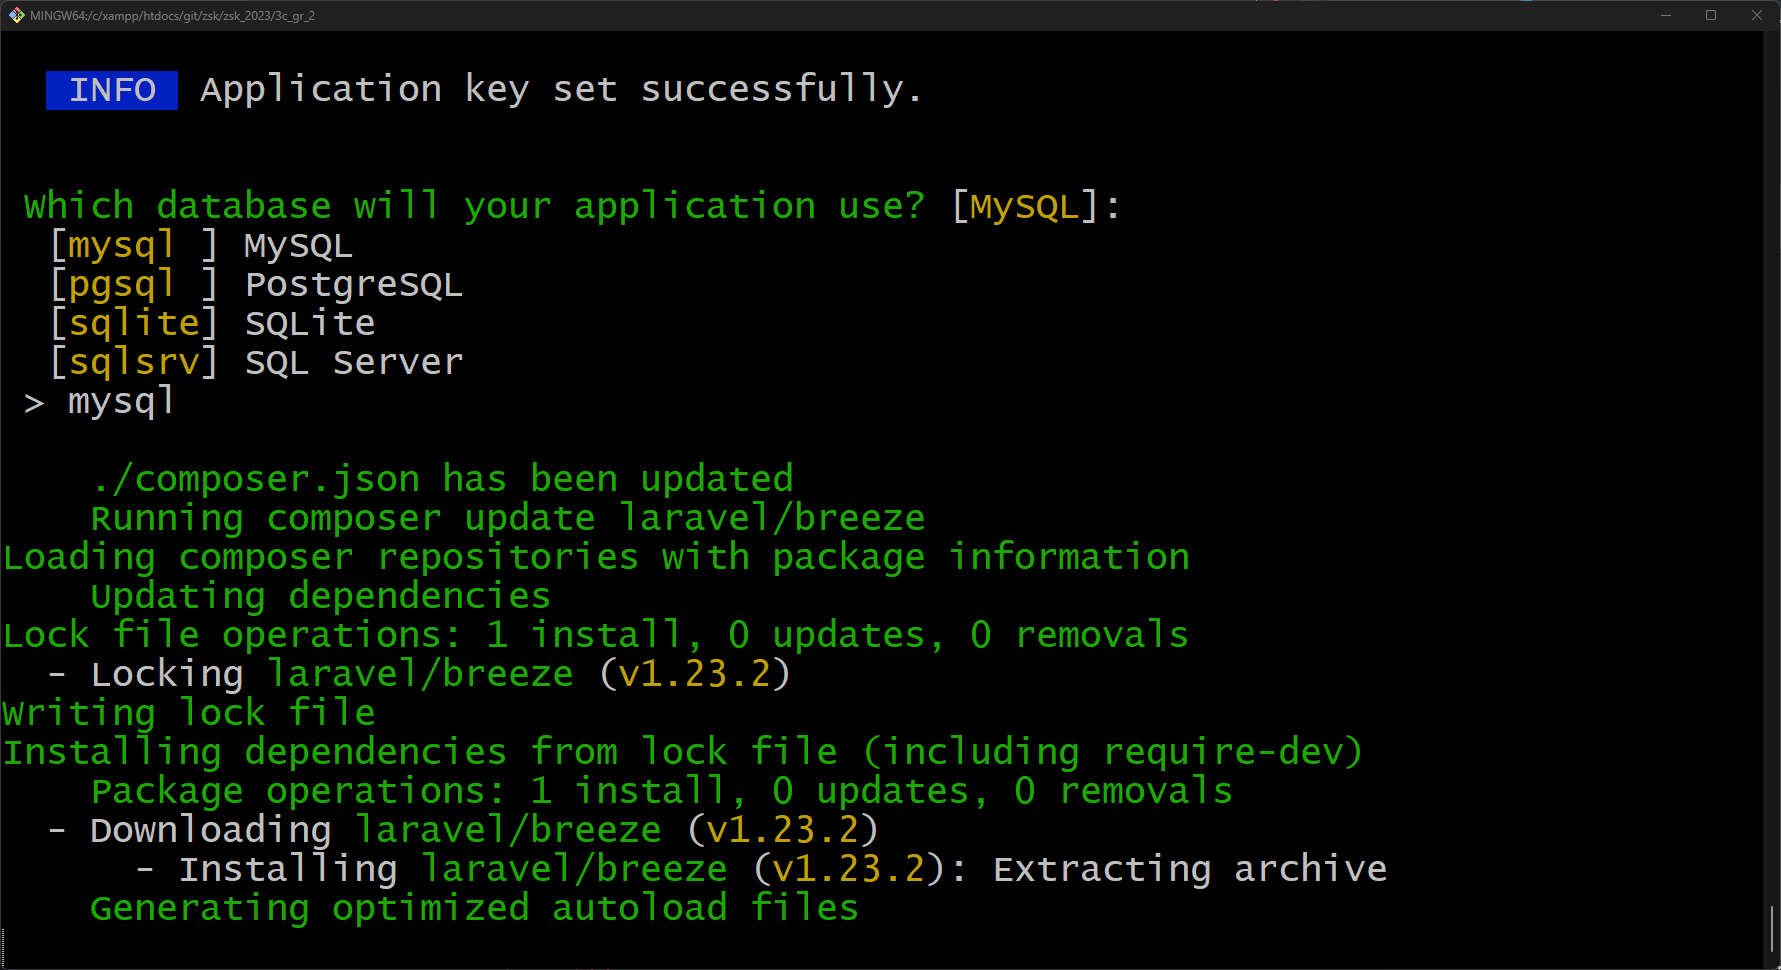 MINGW64:/c/xampp/htdocs/git/zsk/zsk_2023/3c_gr_2
INFO Application key set successfully.
Which database will your application use? [MySQL]:
[mysql ] MySQL
[pgsql ] PostgreSQL
[sqlite] SQLite
[sqlsrv] SQL Server
> mysql
./composer.json has been updated
Running composer update laravel/breeze
Loading composer repositories with package information
Updating dependencies
Lock file operations: 1 install, 0 updates, 0 removals
- Locking laravel/breeze (v1.23.2)
Writing lock file
Installing dependencies from lock file (including require-dev)
Package operations: 1 install, 0 updates, 0 removals
- Downloading laravel/breeze (v1.23.2)
- Installing laravel/breeze (v1.23.2): Extracting archive
Generating optimized autoload files